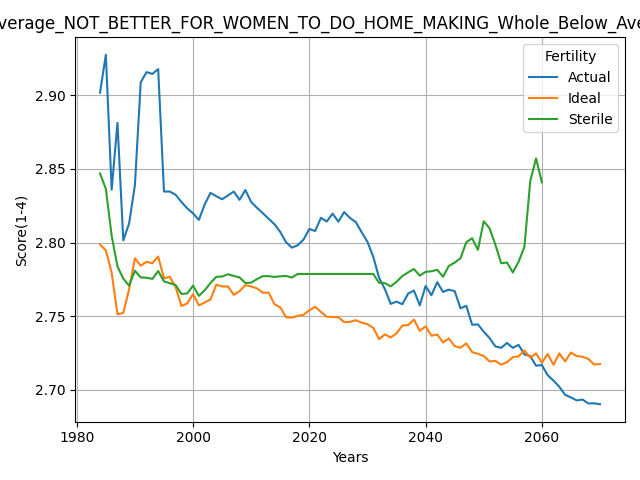 verage_NOT_BETTER_FOR_WOMEN_TO_DO_HOME_MAKING_Whole_Below_Ave
Fertility
Actual
Ideal
Sterile
Score(1-4)
2.90
2.85
2.80
2.75
2.70
1980
2000
2020
2040
2060
Years